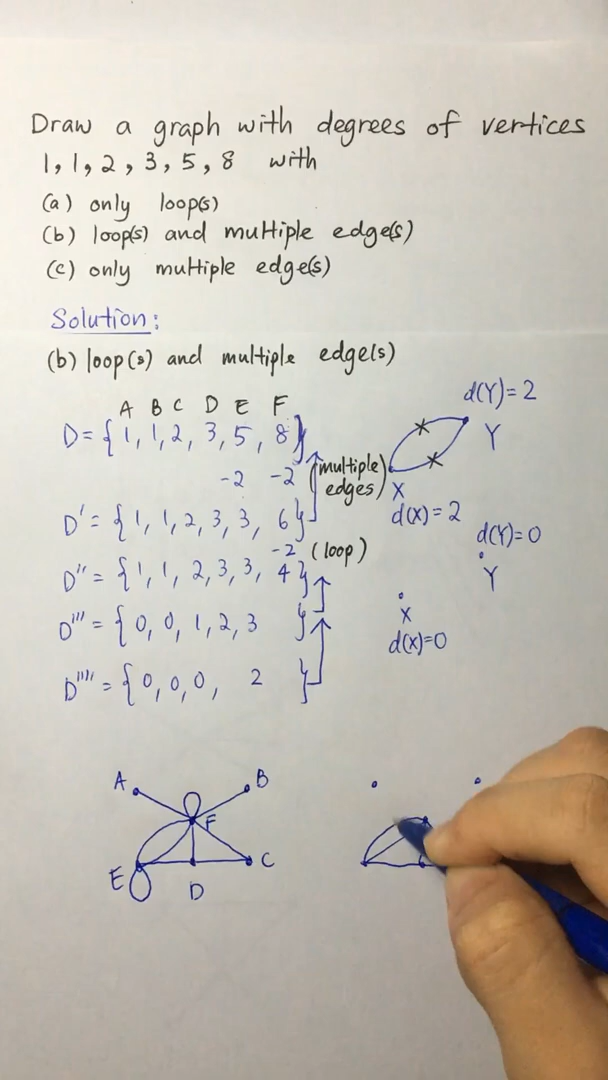 Draw a graph with degrees of vertices
1, 1, 2, 3, 5, 8 with
(a) only loop(s)
(b) loop(s) and multiple edge(s)
(c) only multiple edge(s)
Solution:
(b) loop(s) and multiple edge(s)
A B C D E F
D = { 1, 1, 2, 3, 5, 8 }
-2 -2 (multiple edges)
D' = { 1, 1, 2, 3, 3, 6 }
-2 (loop)
D'' = { 1, 1, 2, 3, 3, 4 }
D''' = { 0, 0, 1, 2, 3 }
D'''' = { 0, 0, 0, 2 }
d(Y) = 2
Y
X
d(X) = 2
d(Y) = 0
Y
X
d(X) = 0
A B
F
E D C